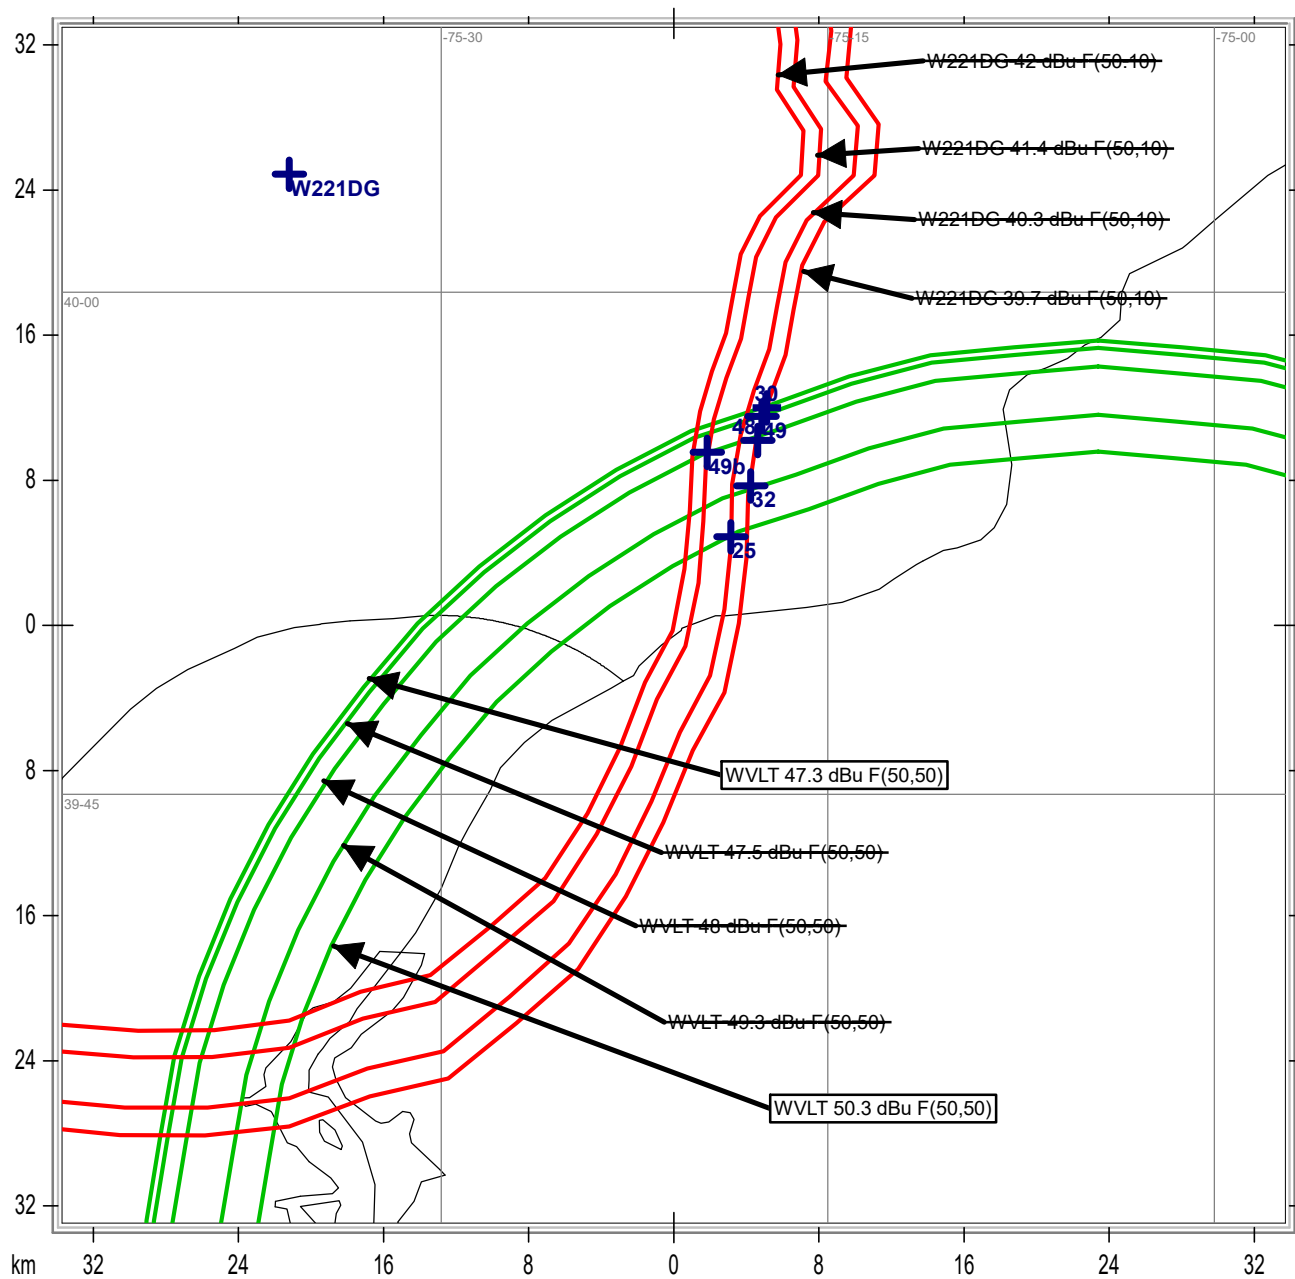 32
-75-30
-75-15
-75-00
W221DG 42 dBu F(50.10)
W221DG 41.4 dBu F(50,10)
24
W221DG
W221DG 40.3 dBu F(50,10)
W221DG 39.7 dBu F(50,10)
40-00
16
30
48
49
49b
8
32
25
0
WVLT 47.3 dBu F(50,50)
8
39-45
WVLT 47.5 dBu F(50,50)
16
WVLT 48 dBu F(50,50)
WVLT 49.3 dBu F(50,50)
24
WVLT 50.3 dBu F(50,50)
32
km 32 24 16 8 0 8 16 24 32